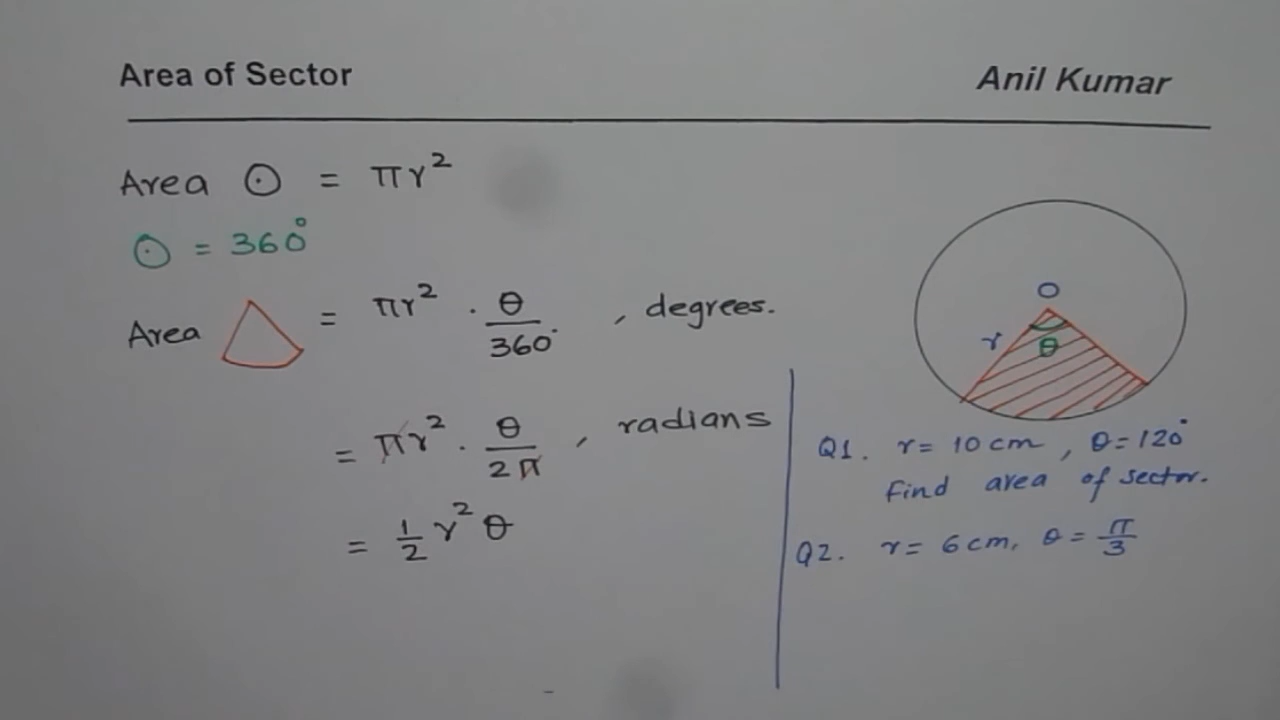 Area of Sector
Anil Kumar
Area ⊙ = πr²
⊙ = 360°
Area = πr² · θ/360° , degrees.
= πr² · θ/2π , radians
= 1/2 r² θ
O
r
θ
Q1. r = 10 cm , θ = 120°
Find area of sector.
Q2. r = 6 cm, θ = π/3